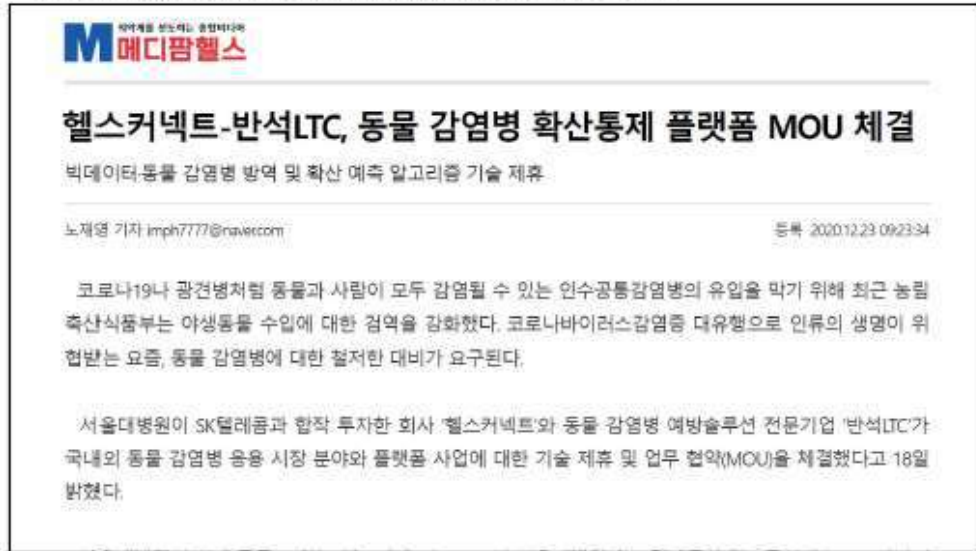 의약계를 선도하는 종합미디어
M 메디팜헬스
헬스커넥트-반석LTC, 동물 감염병 확산통제 플랫폼 MOU 체결
빅데이터·동물 감염병 방역 및 확산 예측 알고리즘 기술 제휴
노재영 기자 imph7777@naver.com
등록 2020.12.23 09:23:34
코로나19나 광견병처럼 동물과 사람이 모두 감염될 수 있는 인수공통감염병의 유입을 막기 위해 최근 농림
축산식품부는 야생동물 수입에 대한 검역을 강화했다. 코로나바이러스감염증 대유행으로 인류의 생명이 위
협받는 요즘, 동물 감염병에 대한 철저한 대비가 요구된다.
서울대병원이 SK텔레콤과 합작 투자한 회사 '헬스커넥트'와 동물 감염병 예방솔루션 전문기업 '반석LTC'가
국내외 동물 감염병 응용 시장 분야와 플랫폼 사업에 대한 기술 제휴 및 업무 협약(MOU)을 체결했다고 18일
밝혔다.